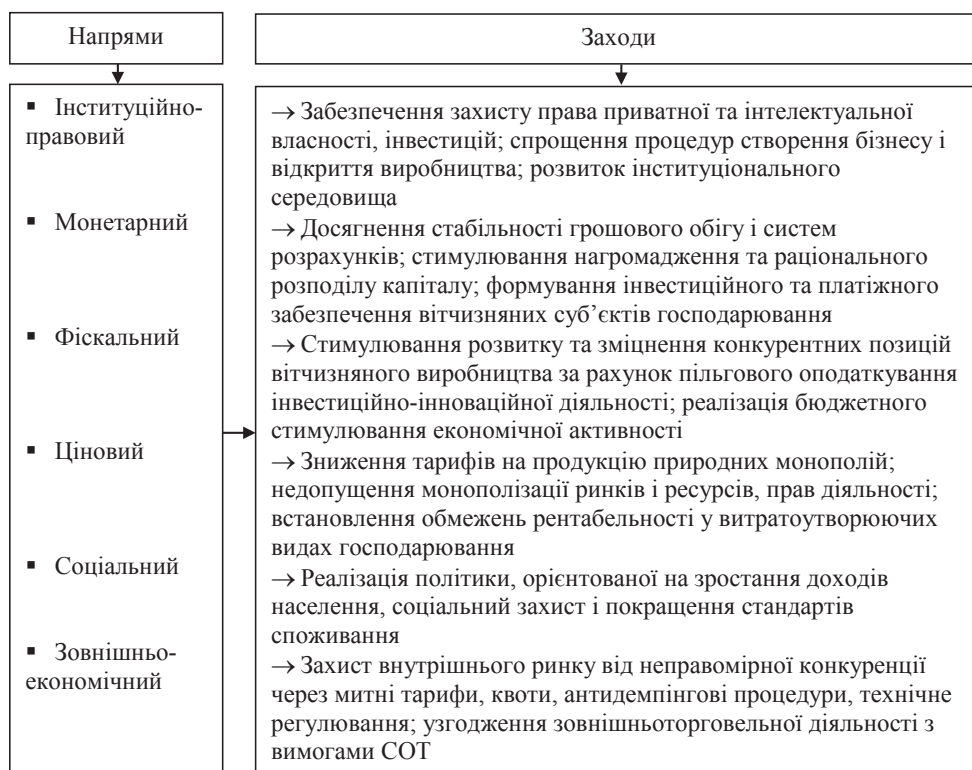 Напрями
Заходи
▪ Інституційно-
правовий
▪ Монетарний
▪ Фіскальний
▪ Ціновий
▪ Соціальний
▪ Зовнішньо-
економічний
→ Забезпечення захисту права приватної та інтелектуальної
власності, інвестицій; спрощення процедур створення бізнесу і
відкриття виробництва; розвиток інституціонального
середовища
→ Досягнення стабільності грошового обігу і систем
розрахунків; стимулювання нагромадження та раціонального
розподілу капіталу; формування інвестиційного та платіжного
забезпечення вітчизняних суб’єктів господарювання
→ Стимулювання розвитку та зміцнення конкурентних позицій
вітчизняного виробництва за рахунок пільгового оподаткування
інвестиційно-інноваційної діяльності; реалізація бюджетного
стимулювання економічної активності
→ Зниження тарифів на продукцію природних монополій;
недопущення монополізації ринків і ресурсів, прав діяльності;
встановлення обмежень рентабельності у витратоутворюючих
видах господарювання
→ Реалізація політики, орієнтованої на зростання доходів
населення, соціальний захист і покращення стандартів
споживання
→ Захист внутрішнього ринку від неправомірної конкуренції
через митні тарифи, квоти, антидемпінгові процедури, технічне
регулювання; узгодження зовнішньоторговельної діяльності з
вимогами СОТ